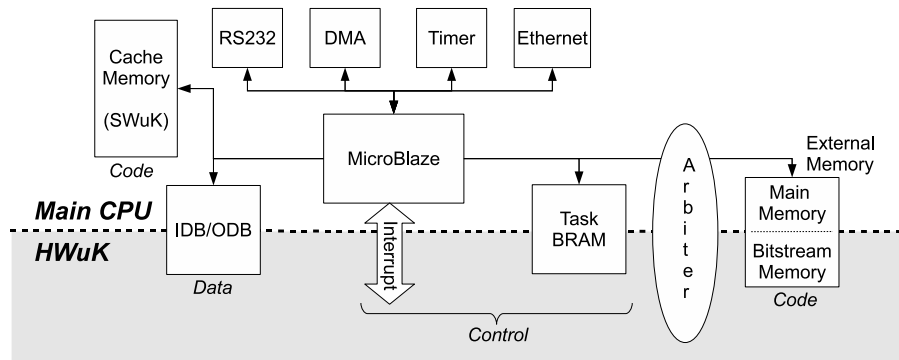 RS232
DMA
Timer
Ethernet
Cache
Memory
(SWuK)
Code
MicroBlaze
Arbiter
External
Memory
Main CPU
HWuK
IDB/ODB
Data
Interrupt
Task
BRAM
Control
Main
Memory
Bitstream
Memory
Code